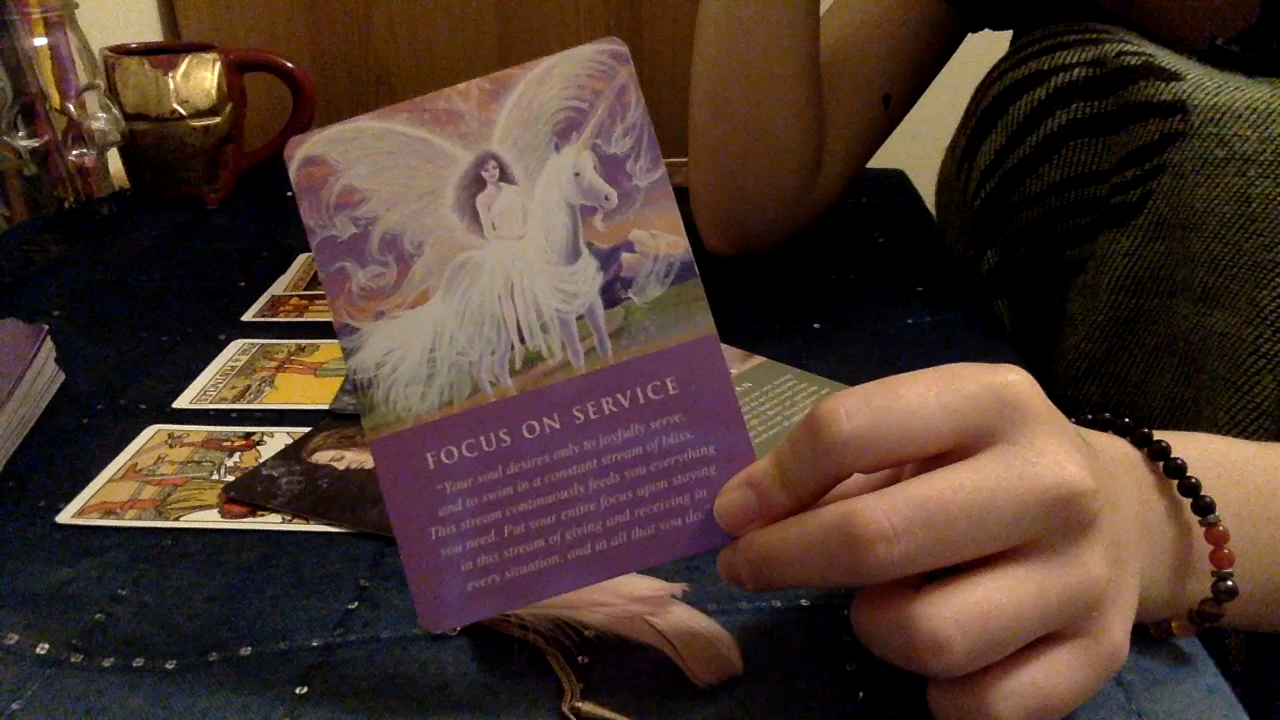 FOCUS ON SERVICE
"Your soul desires only to joyfully serve,
and to swim in a constant stream of bliss.
This stream continuously feeds you everything
you need. Put your entire focus upon staying
in this stream of giving and receiving in
every situation, and in all that you do."